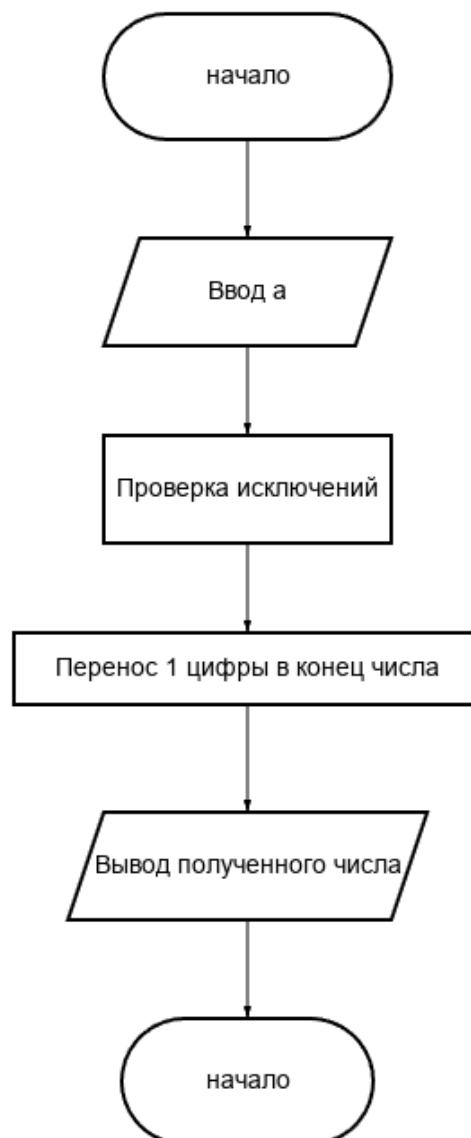 начало
Ввод а
Проверка исключений
Перенос 1 цифры в конец числа
Вывод полученного числа
начало